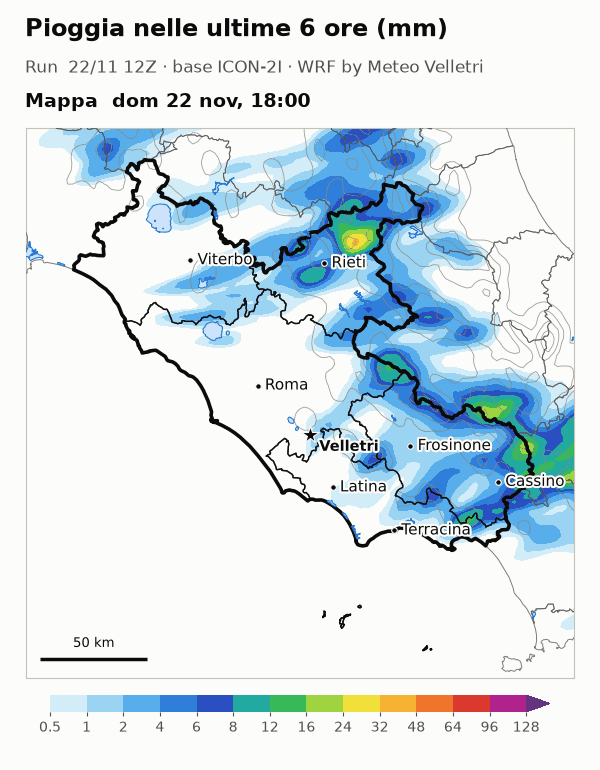 Pioggia nelle ultime 6 ore (mm)
Run  22/11 12Z · base ICON-2I · WRF by Meteo Velletri
Mappa  dom 22 nov, 18:00
Viterbo
Rieti
Roma
Velletri
Frosinone
Latina
Cassino
Terracina
50 km
0.5 1 2 4 6 8 12 16 24 32 48 64 96 128